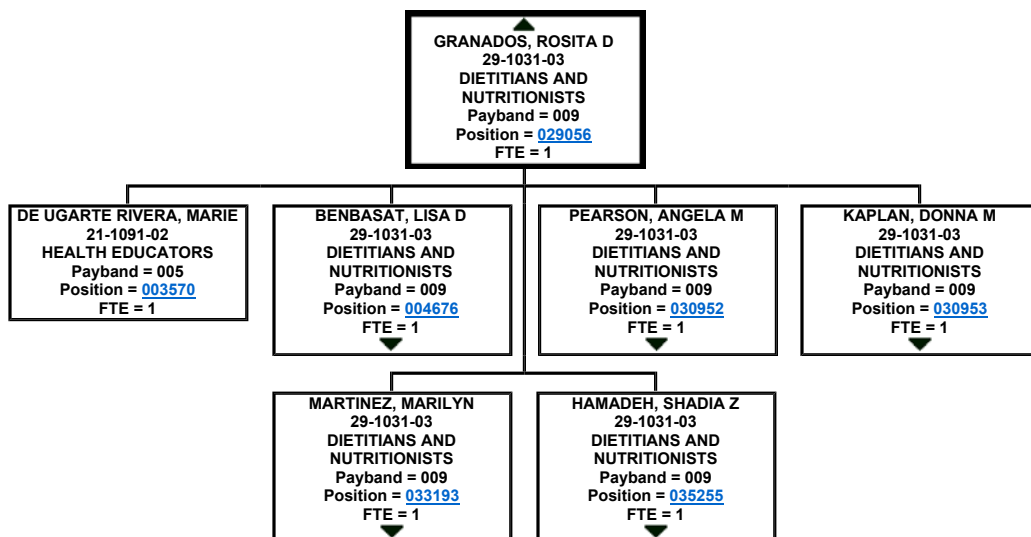 GRANADOS, ROSITA D
29-1031-03
DIETITIANS AND
NUTRITIONISTS
Payband = 009
Position = 029056
FTE = 1
DE UGARTE RIVERA, MARIE
21-1091-02
HEALTH EDUCATORS
Payband = 005
Position = 003570
FTE = 1
BENBASAT, LISA D
29-1031-03
DIETITIANS AND
NUTRITIONISTS
Payband = 009
Position = 004676
FTE = 1
PEARSON, ANGELA M
29-1031-03
DIETITIANS AND
NUTRITIONISTS
Payband = 009
Position = 030952
FTE = 1
KAPLAN, DONNA M
29-1031-03
DIETITIANS AND
NUTRITIONISTS
Payband = 009
Position = 030953
FTE = 1
MARTINEZ, MARILYN
29-1031-03
DIETITIANS AND
NUTRITIONISTS
Payband = 009
Position = 033193
FTE = 1
HAMADEH, SHADIA Z
29-1031-03
DIETITIANS AND
NUTRITIONISTS
Payband = 009
Position = 035255
FTE = 1